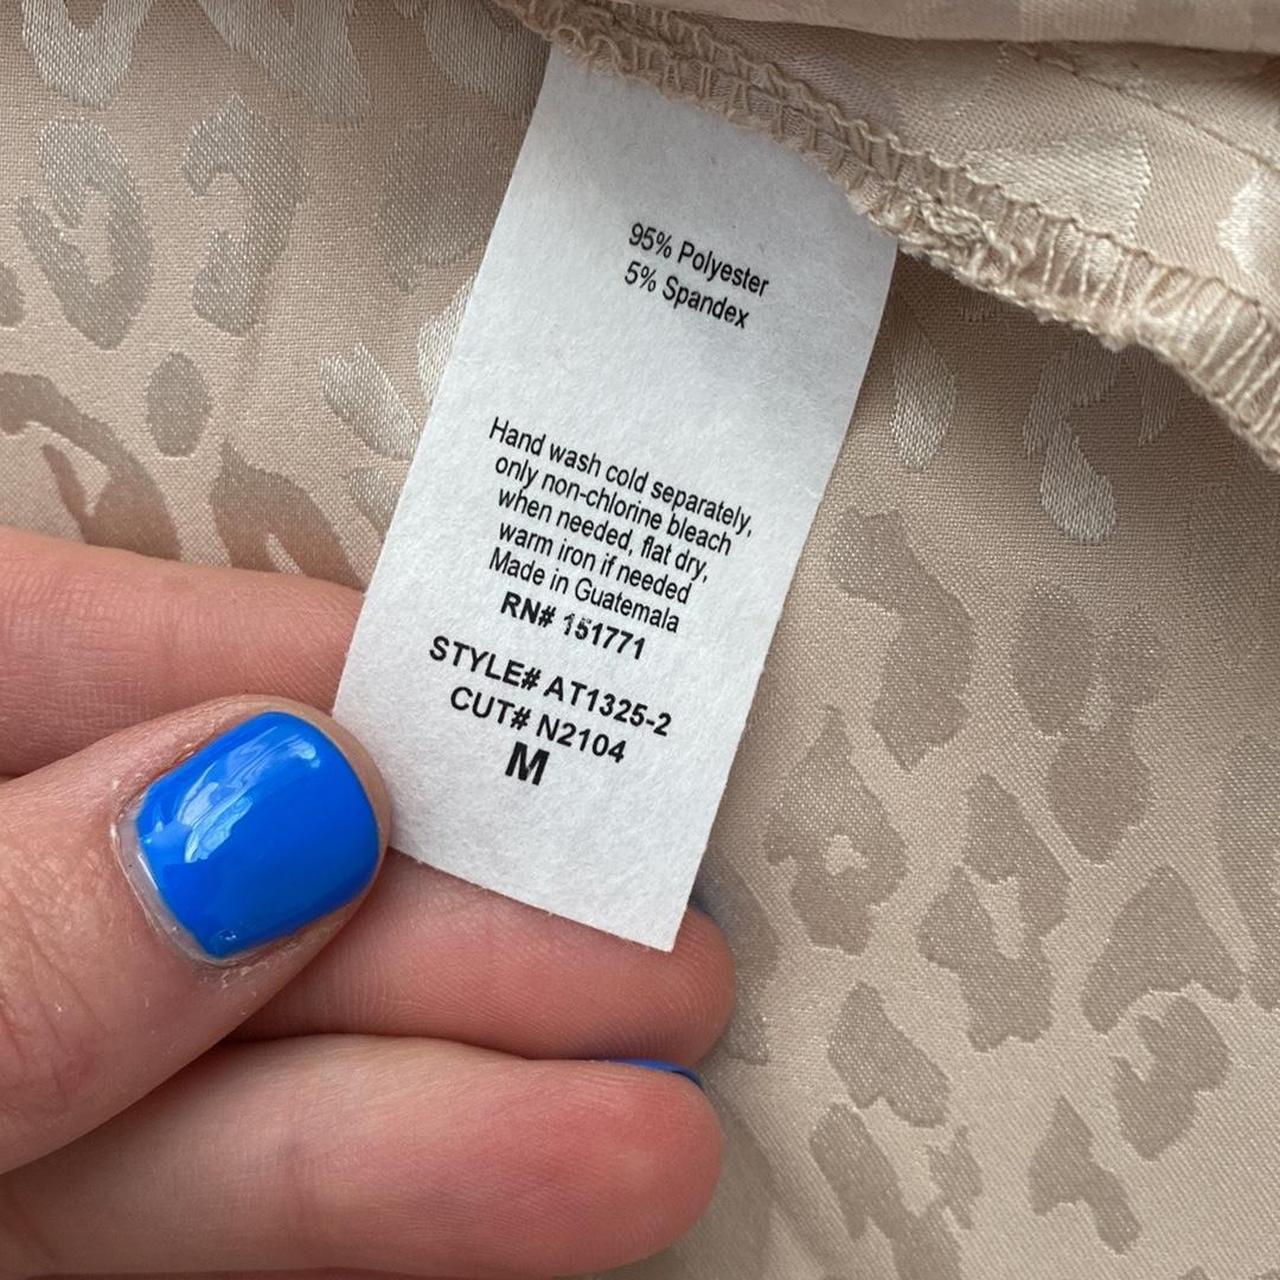 95% Polyester
5% Spandex
Hand wash cold separately,
only non-chlorine bleach
when needed, flat dry,
warm iron if needed
Made in Guatemala
RN# 151771
STYLE# AT1325-2
CUT# N2104
M